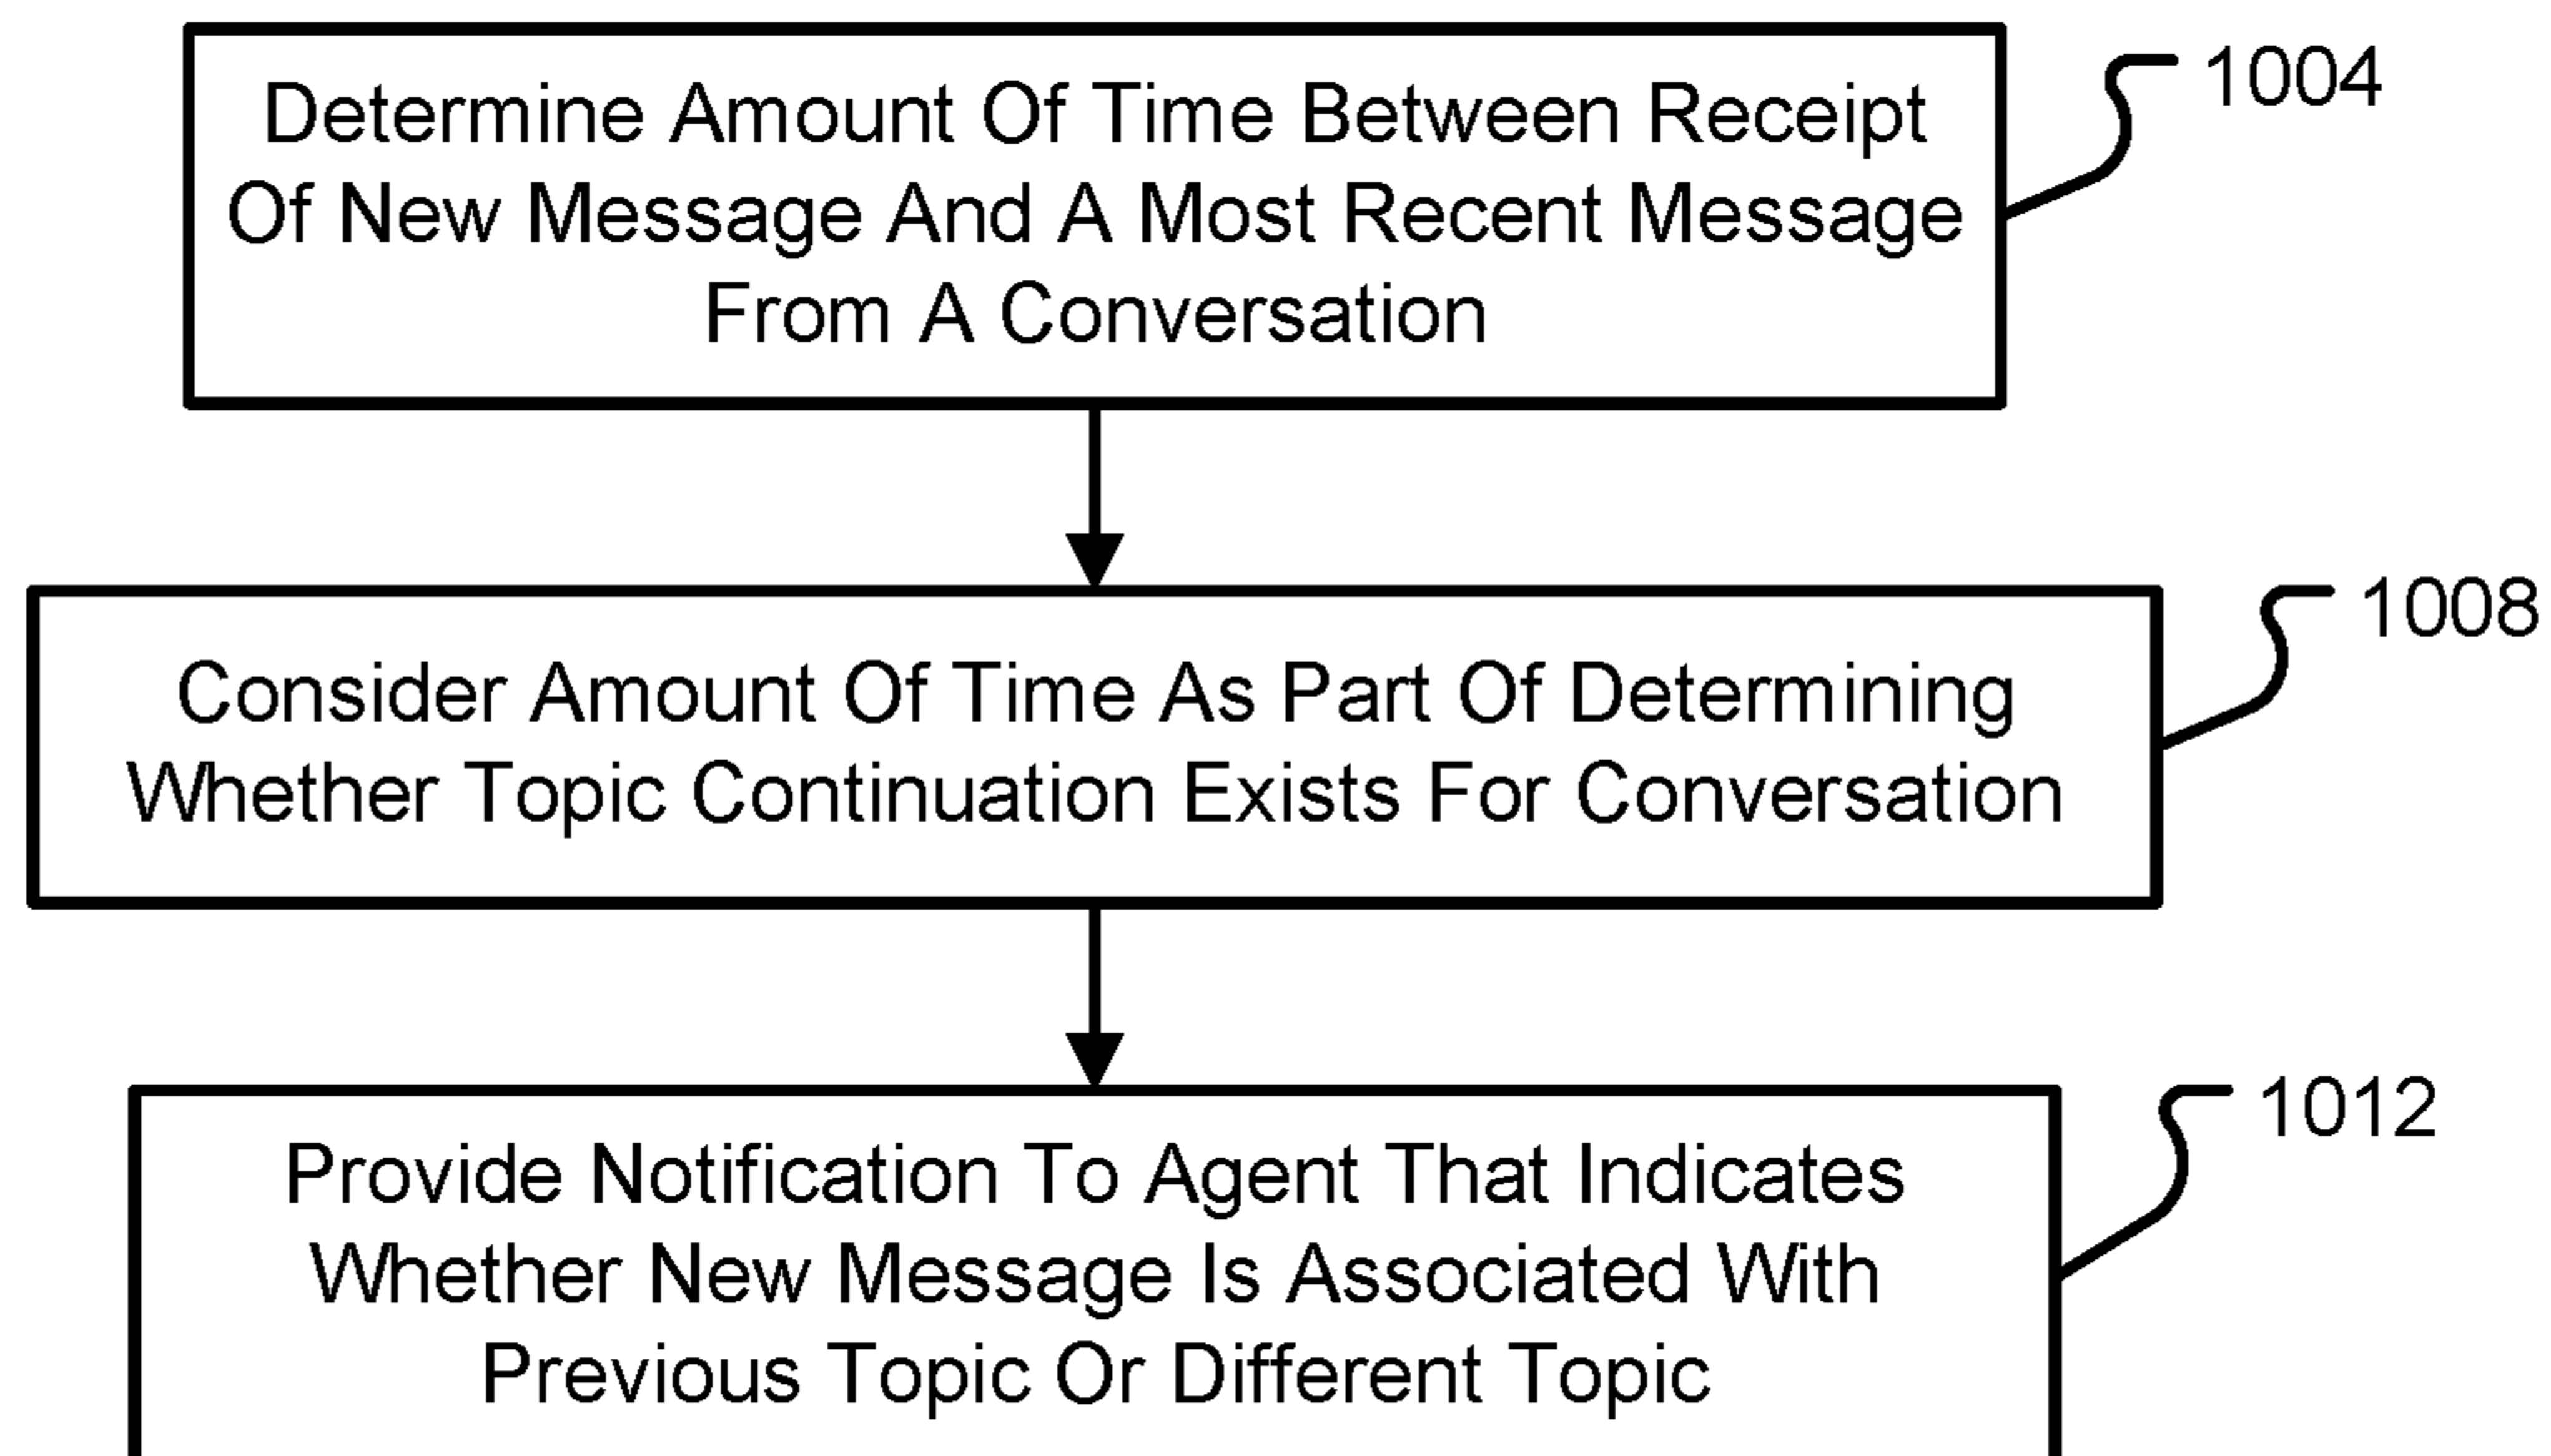 Determine Amount Of Time Between Receipt
Of New Message And A Most Recent Message
From A Conversation
1004
Consider Amount Of Time As Part Of Determining
Whether Topic Continuation Exists For Conversation
1008
Provide Notification To Agent That Indicates
Whether New Message Is Associated With
Previous Topic Or Different Topic
1012